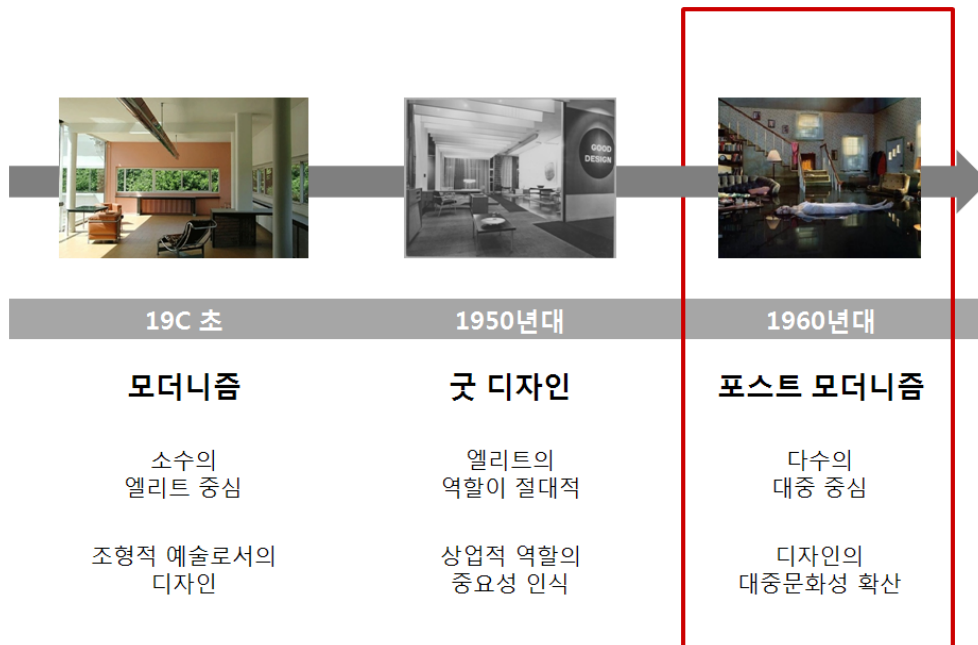 GOOD
DESIGN
19C 초
1950년대
1960년대
모더니즘
굿 디자인
포스트 모더니즘
소수의
엘리트 중심
엘리트의
역할이 절대적
다수의
대중 중심
조형적 예술로서의
디자인
상업적 역할의
중요성 인식
디자인의
대중문화성 확산